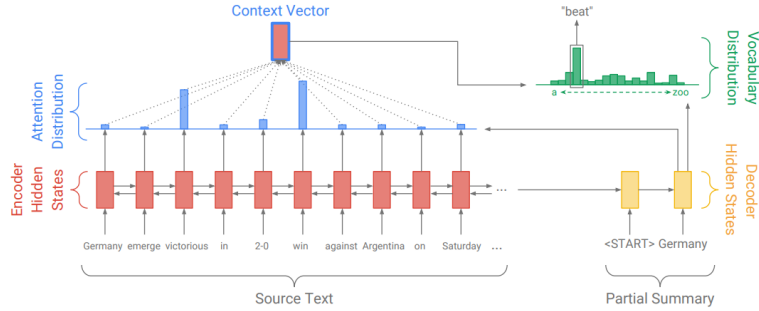 Context Vector
"beat"
Attention
Distribution
a
zoo
Vocabulary
Distribution
Encoder
Hidden
States
...
Decoder
Hidden States
Germany
emerge
victorious
in
2-0
win
against
Argentina
on
Saturday
...
<START>
Germany
Source Text
Partial Summary